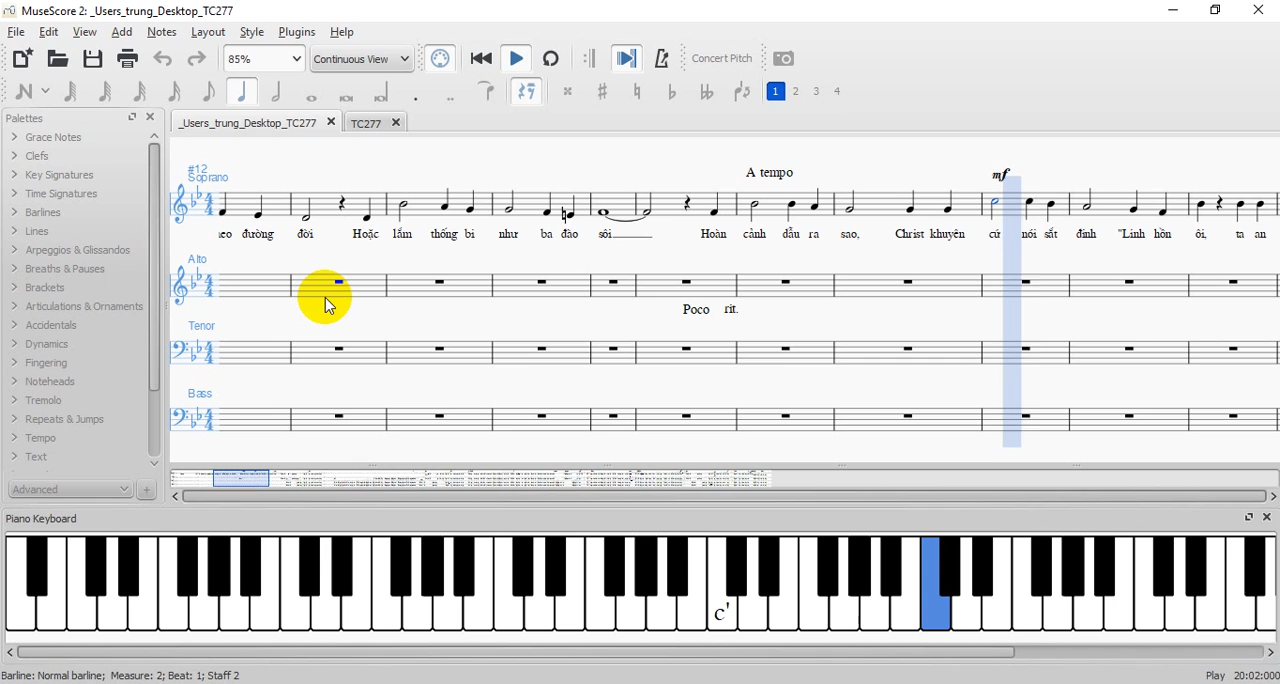 MuseScore 2: _Users_trung_Desktop_TC277
File Edit View Add Notes Layout Style Plugins Help
85% Continuous View Concert Pitch
1 2 3 4
Palettes
Grace Notes
Clefs
Key Signatures
Time Signatures
Barlines
Lines
Arpeggios & Glissandos
Breaths & Pauses
Brackets
Articulations & Ornaments
Accidentals
Dynamics
Fingering
Noteheads
Tremolo
Repeats & Jumps
Tempo
Text
Advanced +
_Users_trung_Desktop_TC277 TC277
#12
Soprano
A tempo
mf
đường đời Hoặc lắm thống bi như ba đào sôi Hoàn cảnh dẫu ra sao, Christ khuyên cứ nói sắt đinh "Linh hồn ôi, ta an
Alto
Poco rit.
Tenor
Bass
Piano Keyboard
c'
Barline: Normal barline; Measure: 2; Beat: 1; Staff 2
Play 20:02:000